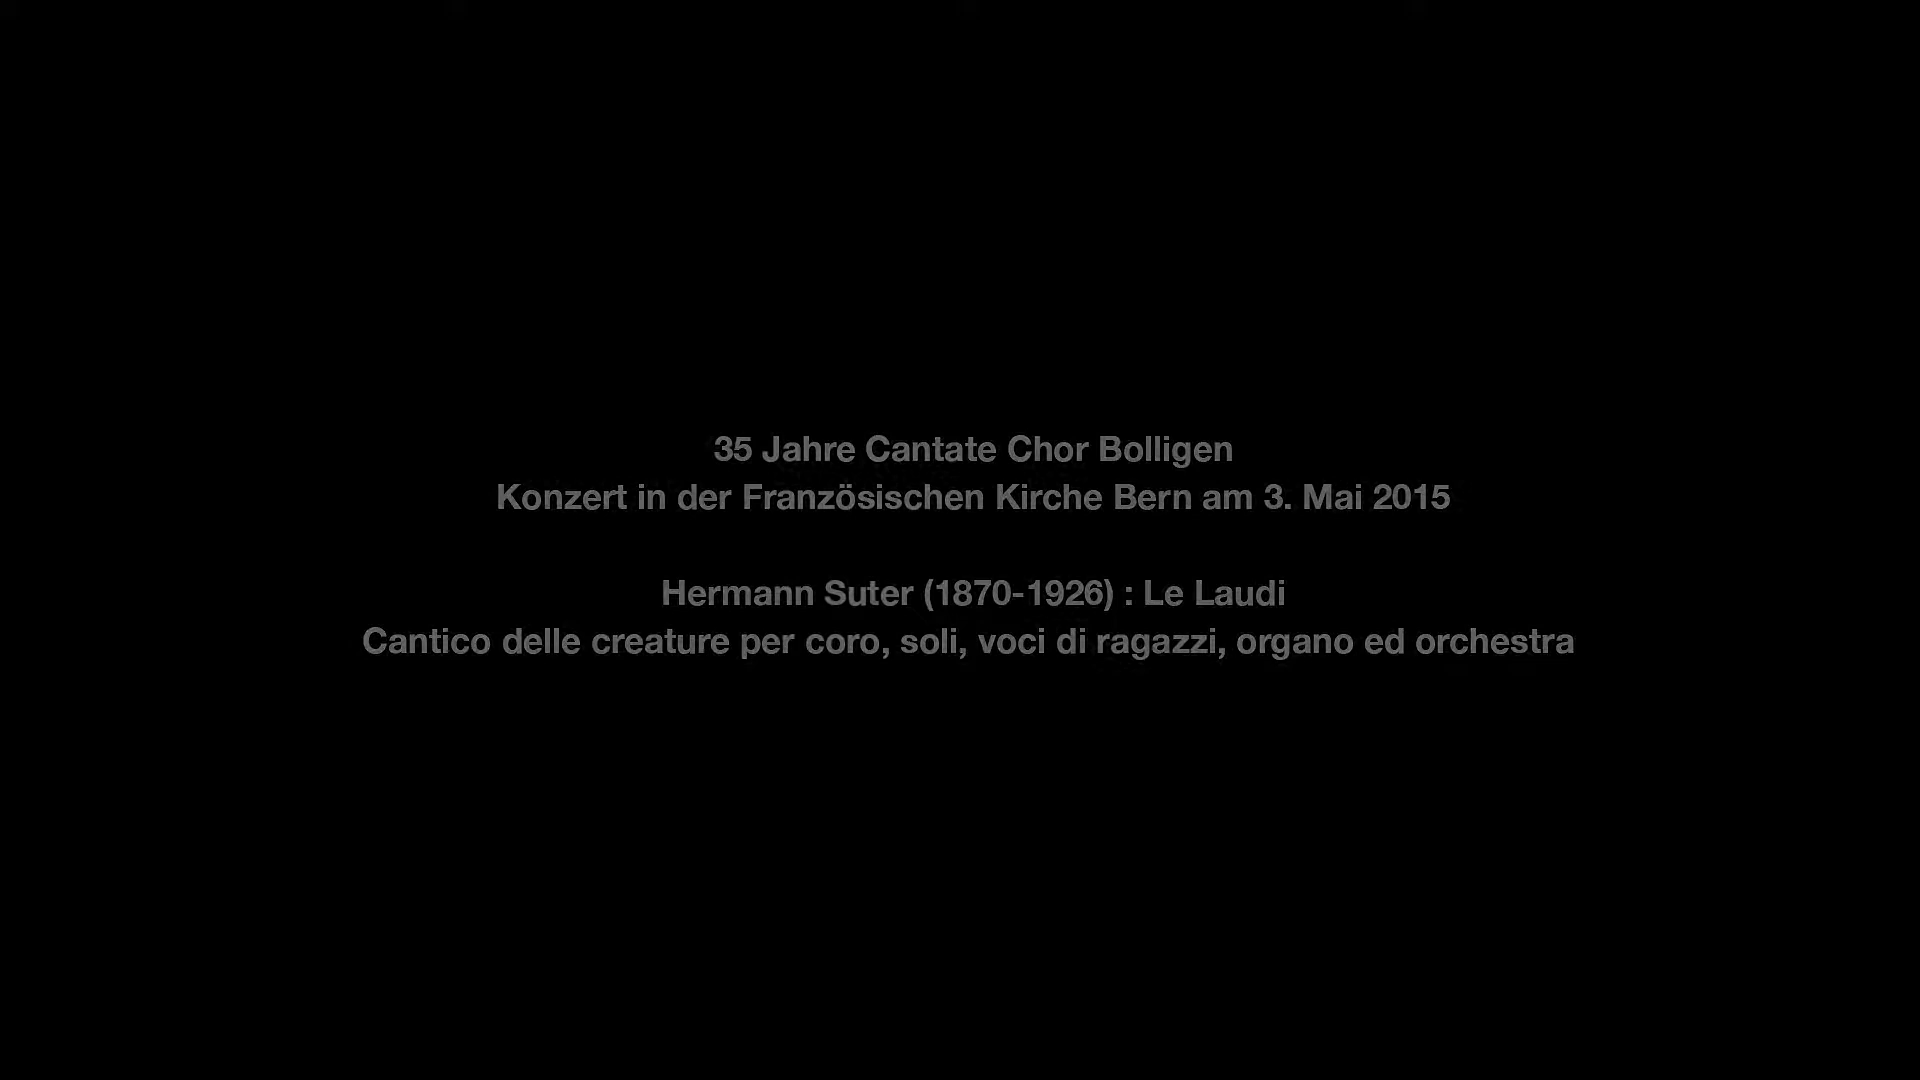 35 Jahre Cantate Chor Bolligen
Konzert in der Französischen Kirche Bern am 3. Mai 2015
Hermann Suter (1870-1926) : Le Laudi
Cantico delle creature per coro, soli, voci di ragazzi, organo ed orchestra